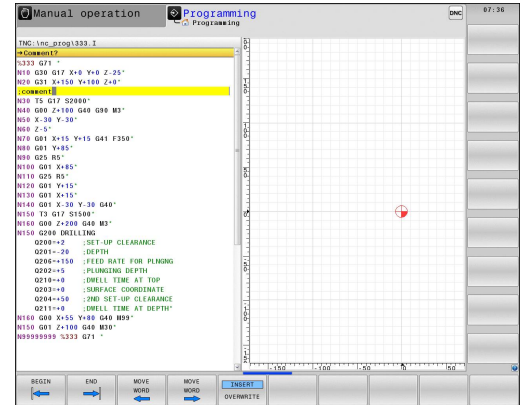 Manual operation
Programming
Programming
DNC
07:36
TNC:\nc_prog\333.I
→Comment?
%333 G71 *
N10 G30 G17 X+0 Y+0 Z-25*
N20 G31 X+150 Y+100 Z+0*
;comment
N30 T5 G17 S2000*
N40 G00 Z+100 G40 G90 M3*
N50 X-30 Y-30*
N60 Z-5*
N70 G01 X+15 Y+15 G41 F350*
N80 G01 Y+85*
N90 G25 R5*
N100 G01 X+85*
N110 G25 R5*
N120 G01 Y+15*
N130 G01 X+15*
N140 G01 X-30 Y-30 G40*
N150 T3 G17 S1500*
N160 G00 Z+200 G40 M3*
N150 G200 DRILLING
Q200=+2 ;SET-UP CLEARANCE
Q201=-20 ;DEPTH
Q206=+150 ;FEED RATE FOR PLNGNG
Q202=+5 ;PLUNGING DEPTH
Q210=+0 ;DWELL TIME AT TOP
Q203=+0 ;SURFACE COORDINATE
Q204=+50 ;2ND SET-UP CLEARANCE
Q211=+0 ;DWELL TIME AT DEPTH*
N160 G00 X+55 Y+80 G40 M99*
N150 G01 Z+100 G40 M30*
N99999999 %333 G71 *
-150 -100 -50 0 50
BEGIN
END
MOVE WORD
MOVE WORD
INSERT
OVERWRITE